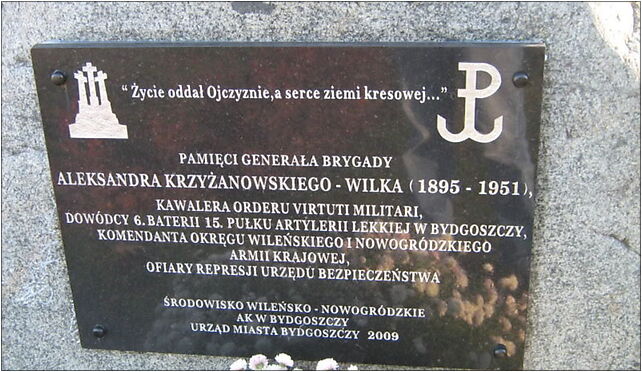 “Życie oddał Ojczyznie,a serce ziemi kresowej...”
PAMIĘCI GENERAŁA BRYGADY
ALEKSANDRA KRZYŻANOWSKIEGO - WILKA (1895 - 1951),
KAWALERA ORDERU VIRTUTI MILITARI,
DOWÓDCY 6. BATERII 15. PUŁKU ARTYLERII LEKKIEJ W BYDGOSZCZY,
KOMENDANTA OKRĘGU WILEŃSKIEGO I NOWOGRÓDZKIEGO
ARMII KRAJOWEJ,
OFIARY REPRESJI URZĘDU BEZPIECZEŃSTWA
ŚRODOWISKO WILEŃSKO - NOWOGRÓDZKIE
AK W BYDGOSZCZY
URZĄD MIASTA BYDGOSZCZY 2009